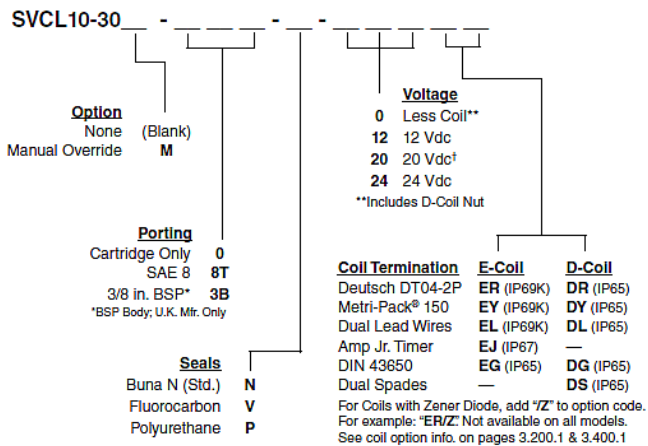 SVCL10-30__ - __ __ __ - __ - __ __ __ __ __
Voltage
0 Less Coil**
12 12 Vdc
20 20 Vdc†
24 24 Vdc
**Includes D-Coil Nut
Option
None (Blank)
Manual Override M
Porting
Cartridge Only 0
SAE 8 8T
3/8 in. BSP* 3B
*BSP Body; U.K. Mfr. Only
Seals
Buna N (Std.) N
Fluorocarbon V
Polyurethane P
Coil Termination E-Coil D-Coil
Deutsch DT04-2P ER (IP69K) DR (IP65)
Metri-Pack® 150 EY (IP69K) DY (IP65)
Dual Lead Wires EL (IP69K) DL (IP65)
Amp Jr. Timer EJ (IP67) —
DIN 43650 EG (IP65) DG (IP65)
Dual Spades — DS (IP65)
For Coils with Zener Diode, add “/Z” to option code.
For example: “ER/Z”. Not available on all models.
See coil option info. on pages 3.200.1 & 3.400.1